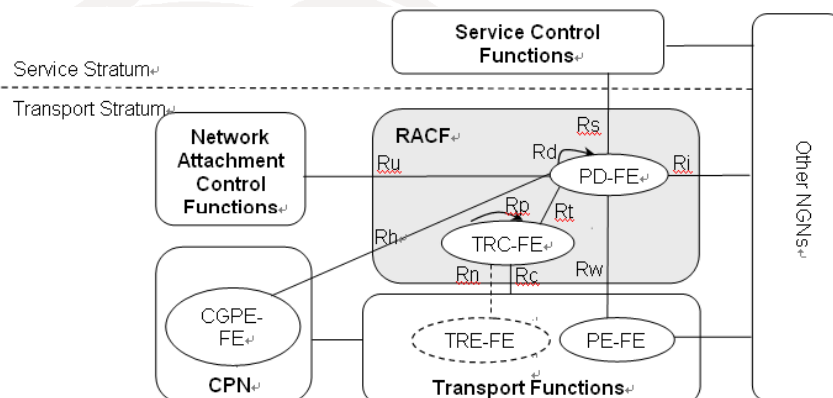 Service Control
Functions
Service Stratum
Transport Stratum
Network
Attachment
Control
Functions
RACF
Rs
Rd
Ru
PD-FE
Ri
Rp
Rt
Rh
TRC-FE
Rn
Rc
Rw
CGPE-
FE
TRE-FE
PE-FE
CPN
Transport Functions
Other NGNs